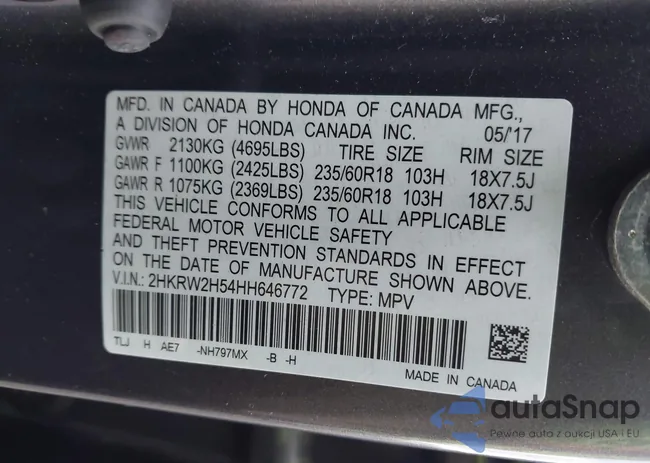 MFD. IN CANADA BY HONDA OF CANADA MFG.,
A DIVISION OF HONDA CANADA INC. 05/'17
GVWR 2130KG (4695LBS) TIRE SIZE RIM SIZE
GAWR F 1100KG (2425LBS) 235/60R18 103H 18X7.5J
GAWR R 1075KG (2369LBS) 235/60R18 103H 18X7.5J
THIS VEHICLE CONFORMS TO ALL APPLICABLE
FEDERAL MOTOR VEHICLE SAFETY
AND THEFT PREVENTION STANDARDS IN EFFECT
ON THE DATE OF MANUFACTURE SHOWN ABOVE.
V.I.N.: 2HKRW2H54HH646772 TYPE: MPV
TLJ H AE7 -NH797MX -B -H
MADE IN CANADA
autaSnap
Pewne auta z aukcji USA i EU